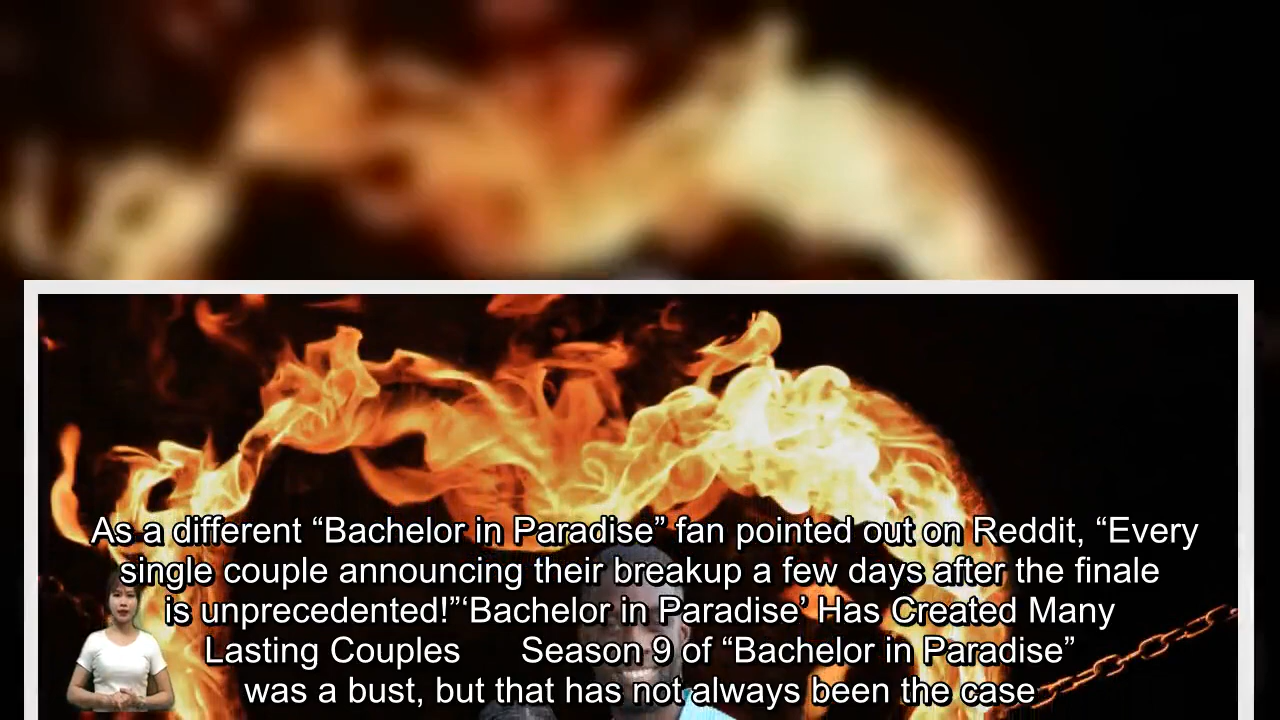 As a different “Bachelor in Paradise” fan pointed out on Reddit, “Every
single couple announcing their breakup a few days after the finale
is unprecedented!”‘Bachelor in Paradise’ Has Created Many
Lasting Couples Season 9 of “Bachelor in Paradise”
was a bust, but that has not always been the case